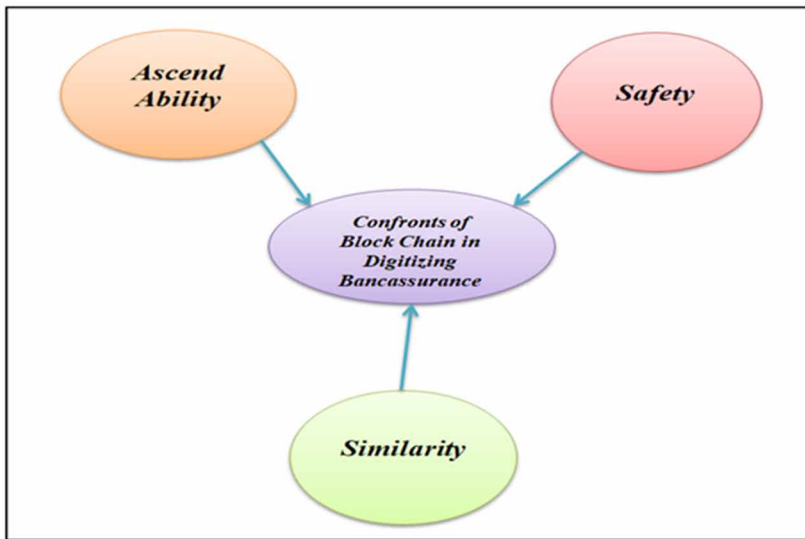 Ascend
Ability
Safety
Confronts of
Block Chain in
Digitizing
Bancassurance
Similarity